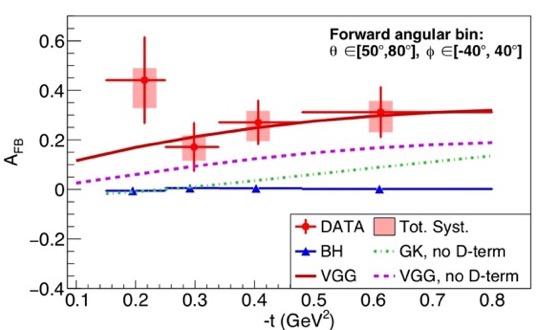 Forward angular bin:
θ ∈[50°,80°], ϕ ∈[-40°, 40°]
A_FB
0.6
0.4
0.2
0
−0.2
−0.4
DATA
Tot. Syst.
BH
GK, no D-term
VGG
VGG, no D-term
0.1 0.2 0.3 0.4 0.5 0.6 0.7 0.8
-t (GeV²)